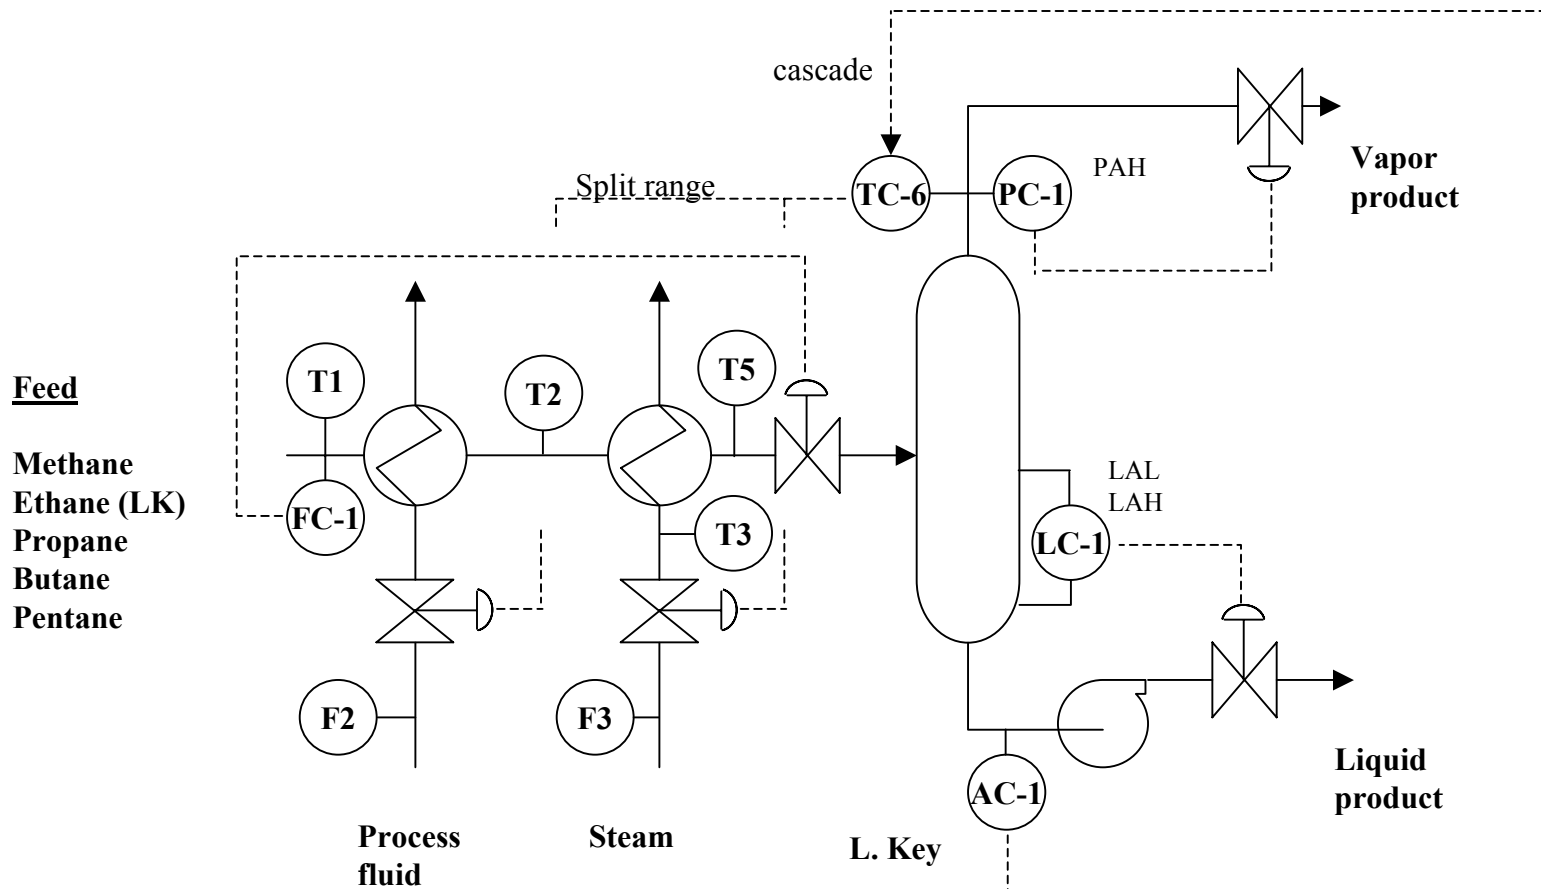 cascade
PAH
Vapor
product
Split range
TC-6
PC-1
T1
T2
T5
Feed
Methane
Ethane (LK)
Propane
Butane
Pentane
FC-1
T3
LAL
LAH
LC-1
F2
F3
AC-1
Liquid
product
Process
fluid
Steam
L. Key